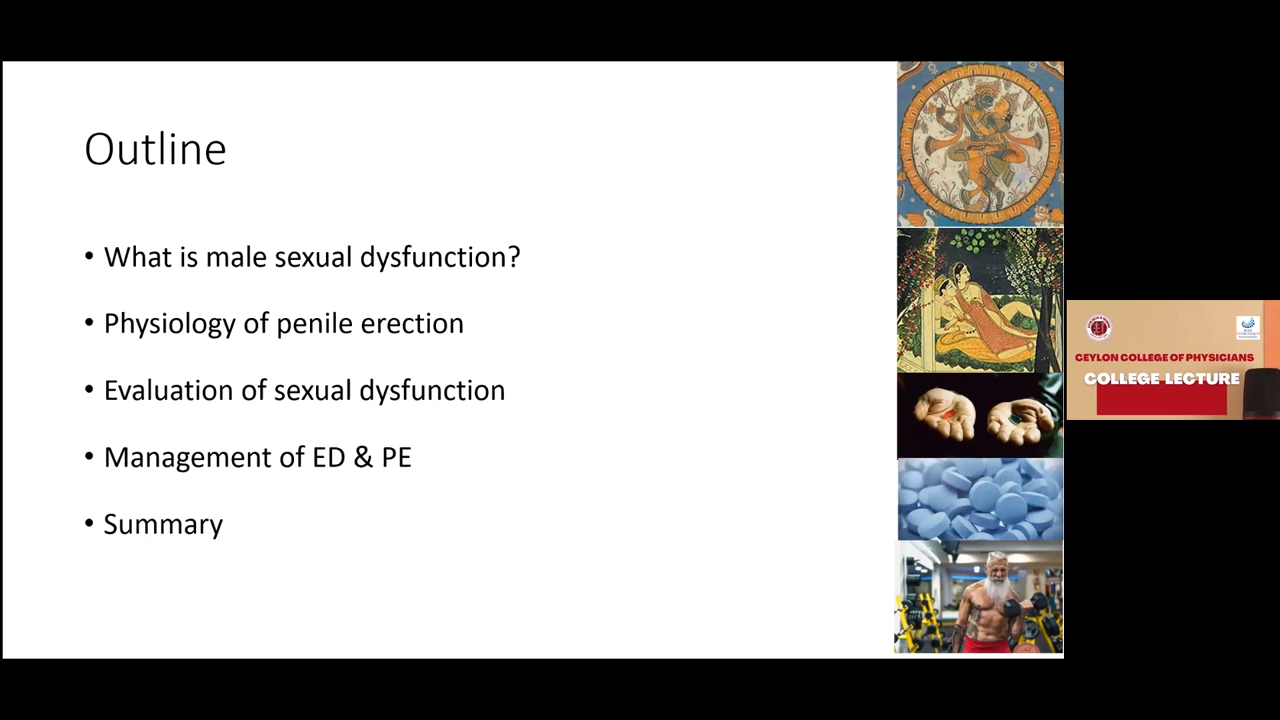 Outline
• What is male sexual dysfunction?
• Physiology of penile erection
• Evaluation of sexual dysfunction
• Management of ED & PE
• Summary
CEYLON COLLEGE OF PHYSICIANS
COLLEGE LECTURE